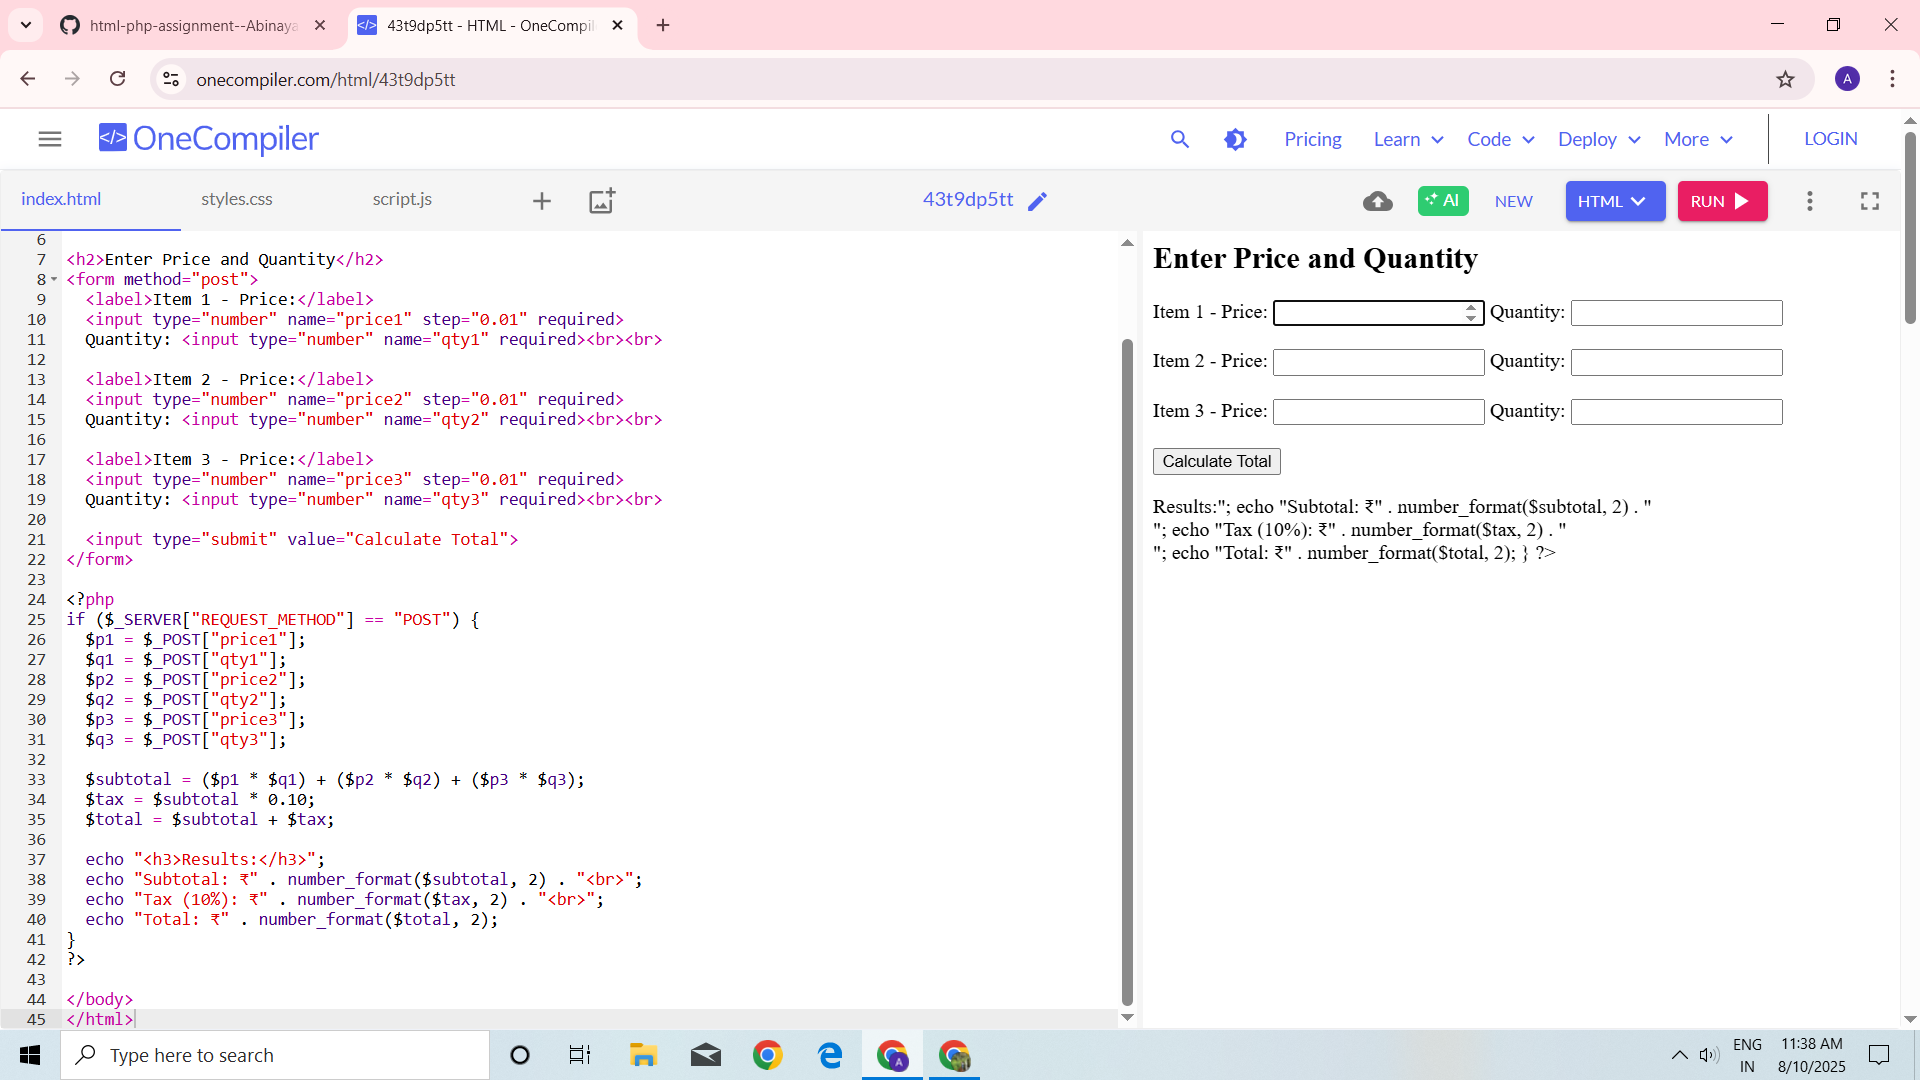 html-php-assignment--Abinaya
43t9dp5tt - HTML - OneCompil
onecompiler.com/html/43t9dp5tt
A
</> OneCompiler
Pricing
Learn
Code
Deploy
More
LOGIN
index.html
styles.css
script.js
43t9dp5tt
AI
NEW
HTML
RUN
6
7 <h2>Enter Price and Quantity</h2>
8 <form method="post">
9   <label>Item 1 - Price:</label>
10   <input type="number" name="price1" step="0.01" required>
11   Quantity: <input type="number" name="qty1" required><br><br>
12
13   <label>Item 2 - Price:</label>
14   <input type="number" name="price2" step="0.01" required>
15   Quantity: <input type="number" name="qty2" required><br><br>
16
17   <label>Item 3 - Price:</label>
18   <input type="number" name="price3" step="0.01" required>
19   Quantity: <input type="number" name="qty3" required><br><br>
20
21   <input type="submit" value="Calculate Total">
22 </form>
23
24 <?php
25 if ($_SERVER["REQUEST_METHOD"] == "POST") {
26   $p1 = $_POST["price1"];
27   $q1 = $_POST["qty1"];
28   $p2 = $_POST["price2"];
29   $q2 = $_POST["qty2"];
30   $p3 = $_POST["price3"];
31   $q3 = $_POST["qty3"];
32
33   $subtotal = ($p1 * $q1) + ($p2 * $q2) + ($p3 * $q3);
34   $tax = $subtotal * 0.10;
35   $total = $subtotal + $tax;
36
37   echo "<h3>Results:</h3>";
38   echo "Subtotal: ₹" . number_format($subtotal, 2) . "<br>";
39   echo "Tax (10%): ₹" . number_format($tax, 2) . "<br>";
40   echo "Total: ₹" . number_format($total, 2);
41 }
42 ?>
43
44 </body>
45 </html>
Enter Price and Quantity
Item 1 - Price: Quantity:
Item 2 - Price: Quantity:
Item 3 - Price: Quantity:
Calculate Total
Results:"; echo "Subtotal: ₹" . number_format($subtotal, 2) . "
"; echo "Tax (10%): ₹" . number_format($tax, 2) . "
"; echo "Total: ₹" . number_format($total, 2); } ?>
Type here to search
A
ENG
IN
11:38 AM
8/10/2025